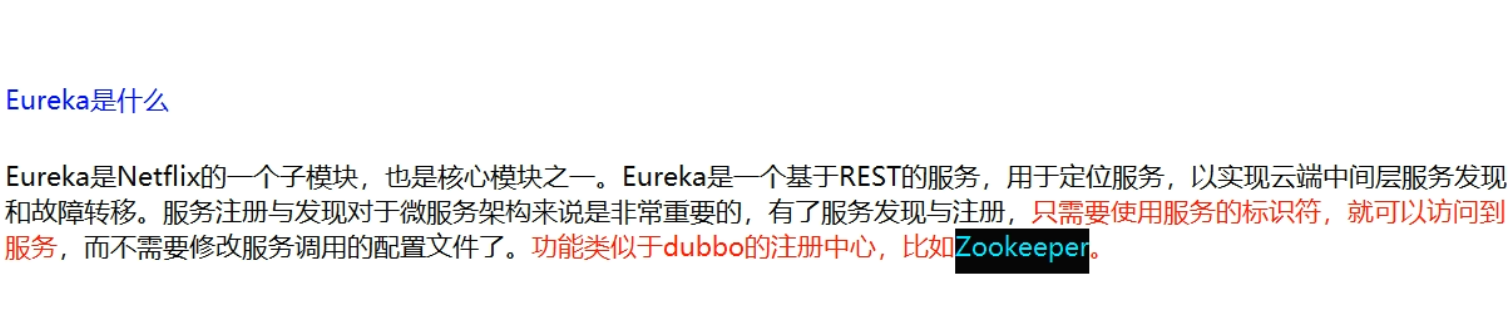 Eureka是什么
Eureka是Netflix的一个子模块，也是核心模块之一。Eureka是一个基于REST的服务，用于定位服务，以实现云端中间层服务发现
和故障转移。服务注册与发现对于微服务架构来说是非常重要的，有了服务发现与注册，只需要使用服务的标识符，就可以访问到
服务，而不需要修改服务调用的配置文件了。功能类似于dubbo的注册中心，比如Zookeeper。